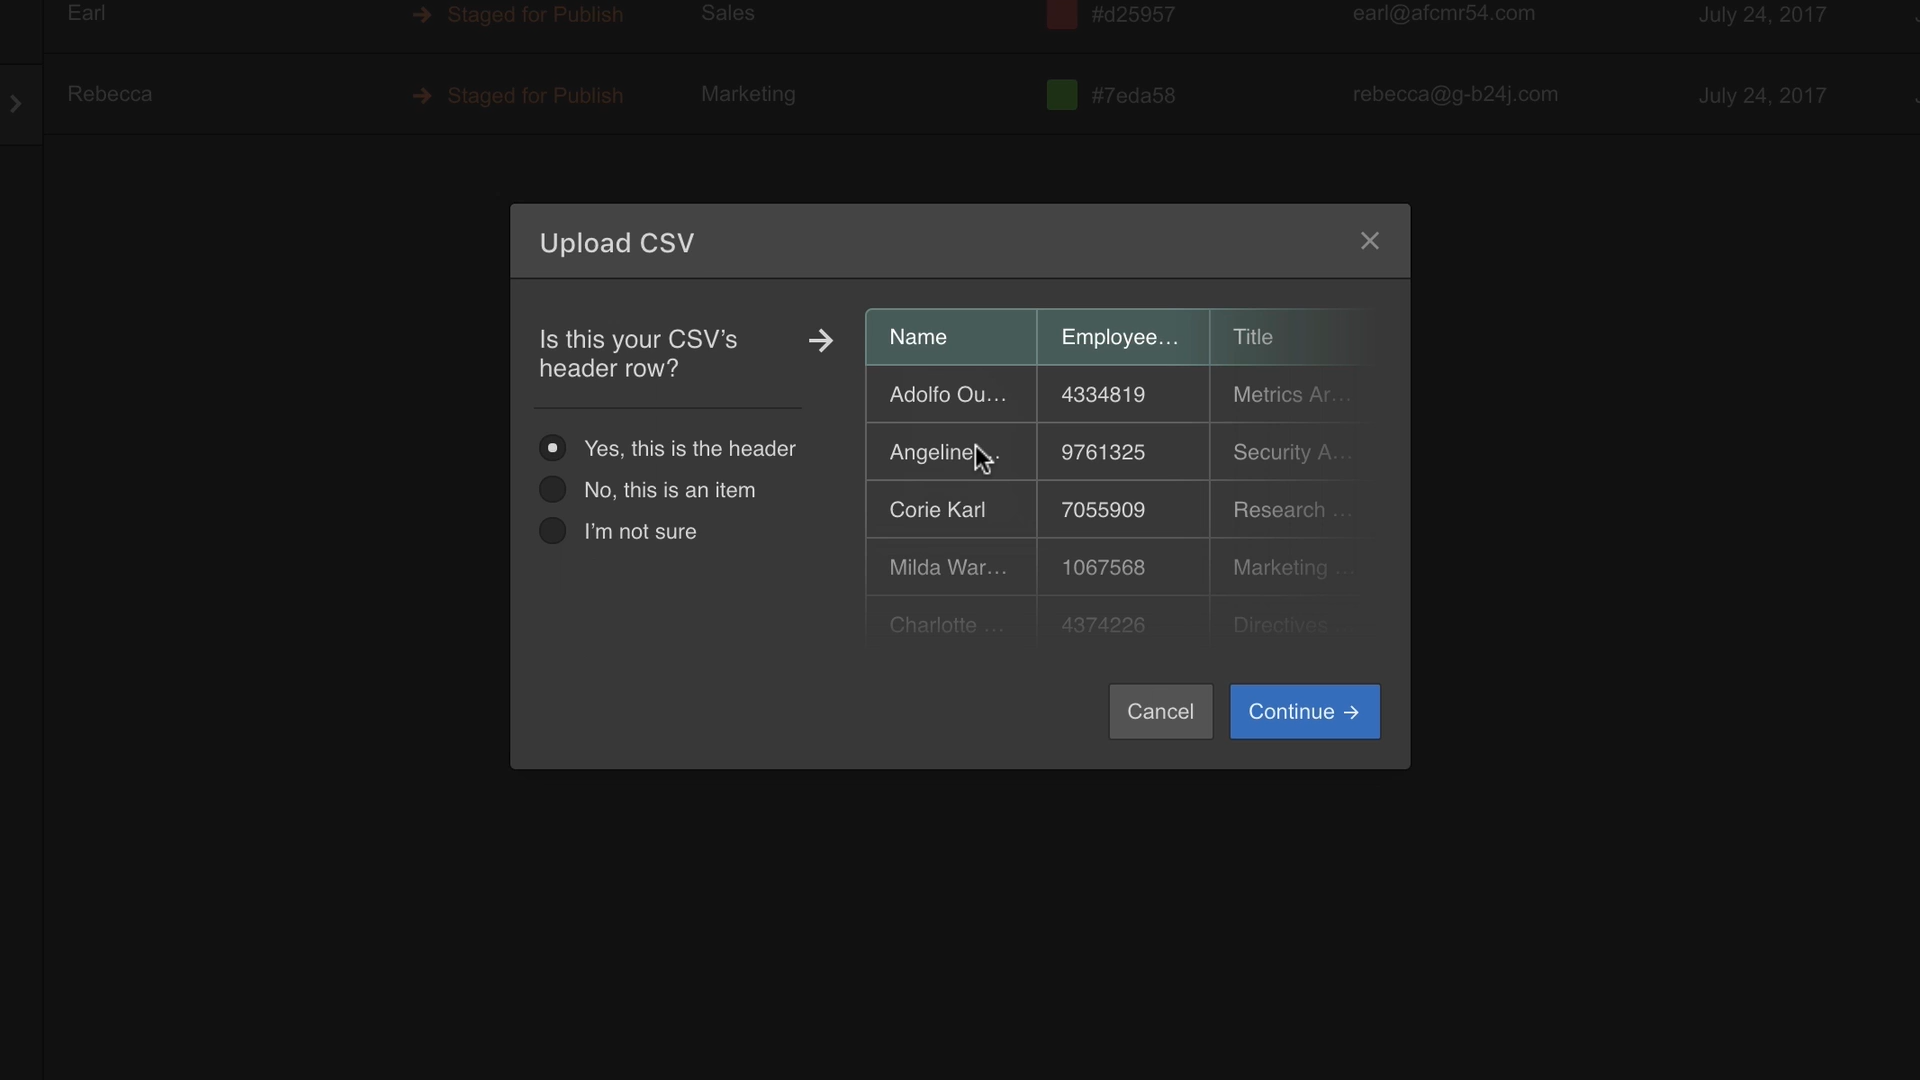 Earl → Staged for Publish Sales #d25957 earl@afcmr54.com July 24, 2017
Rebecca → Staged for Publish Marketing #7eda58 rebecca@g-b24j.com July 24, 2017
Upload CSV
Is this your CSV’s
header row?
Yes, this is the header
No, this is an item
I’m not sure
Name Employee… Title
Adolfo Ou… 4334819 Metrics Ar…
Angeline … 9761325 Security A…
Corie Karl 7055909 Research …
Milda War… 1067568 Marketing …
Charlotte … 4374226 Directives …
Cancel
Continue →